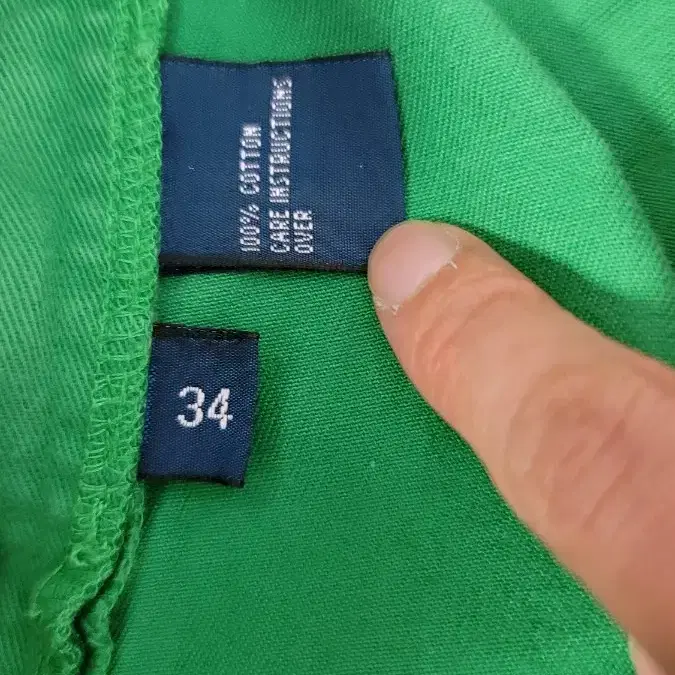 100% COTTON
CARE INSTRUCTIONS
OVER
34